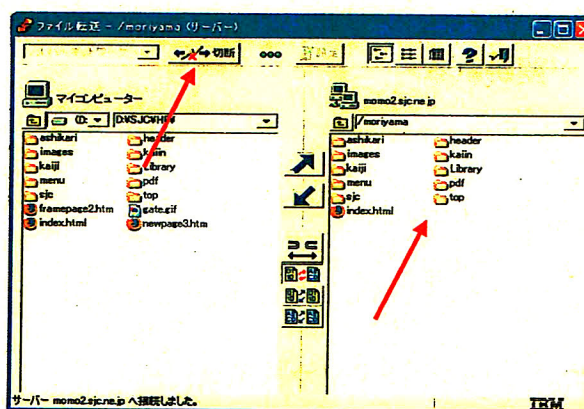 ファイル転送 - /moriyama (サーバー)
切断
マイコンピューター
momo2.sjc.ne.jp
D:¥SJC¥HP¥
/moriyama
ashikari
header
images
kaiin
kaiji
Library
menu
pdf
sjc
top
framepage2.htm
gate.gif
index.html
newpage3.htm
ashikari
header
images
kaiin
kaiji
Library
menu
pdf
sjc
top
index.html
サーバー momo2.sjc.ne.jp へ接続しました。
IBM